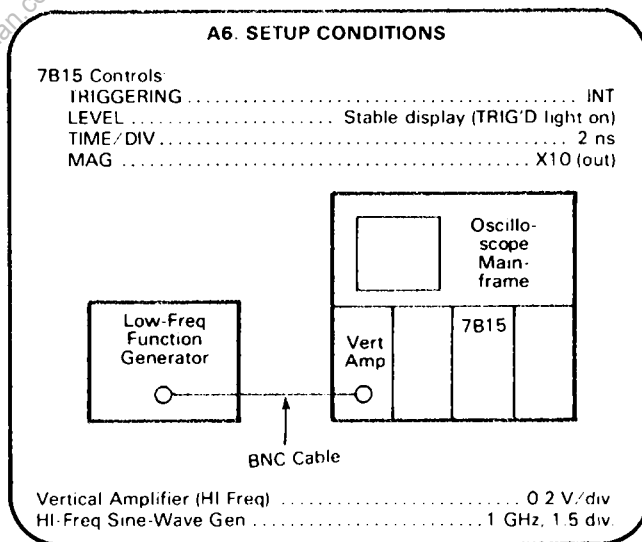 A6. SETUP CONDITIONS
7B15 Controls
TRIGGERING ........................................ INT
LEVEL ..................... Stable display (TRIG'D light on)
TIME/DIV ........................................ 2 ns
MAG ........................................ X10 (out)
Oscillo-
scope
Main-
frame
Low-Freq
Function
Generator
Vert
Amp
7B15
BNC Cable
Vertical Amplifier (HI Freq) ........................ 0 2 V/div
HI-Freq Sine-Wave Gen ........................ 1 GHz, 1.5 div.